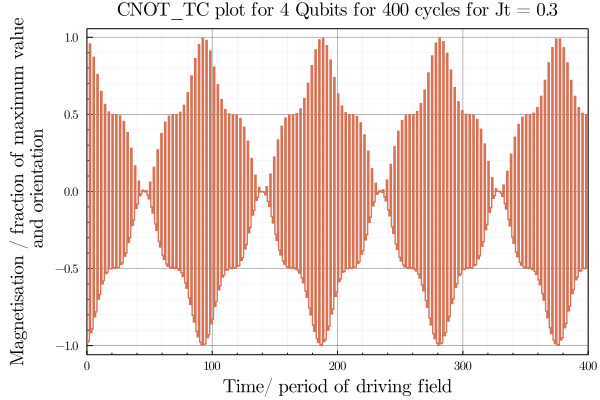 CNOT_TC plot for 4 Qubits for 400 cycles for Jt = 0.3
Magnetisation / fraction of maximum value
and orientation
1.0
0.5
0.0
−0.5
−1.0
0
100
200
300
400
Time/ period of driving field